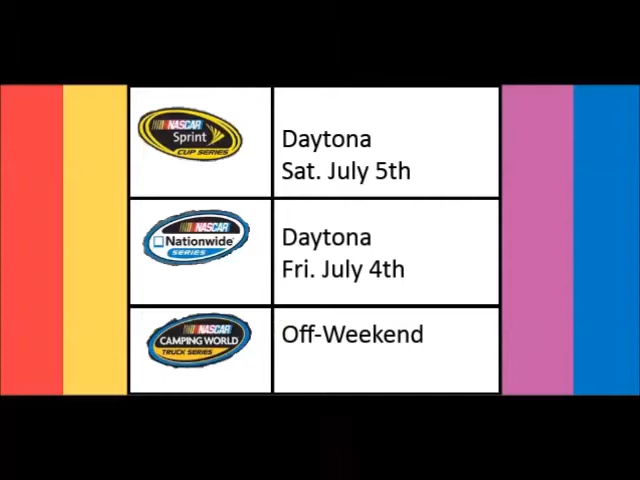 NASCAR
Sprint
CUP SERIES
Daytona
Sat. July 5th
NASCAR
Nationwide
SERIES
Daytona
Fri. July 4th
NASCAR
CAMPING WORLD
TRUCK SERIES
Off-Weekend